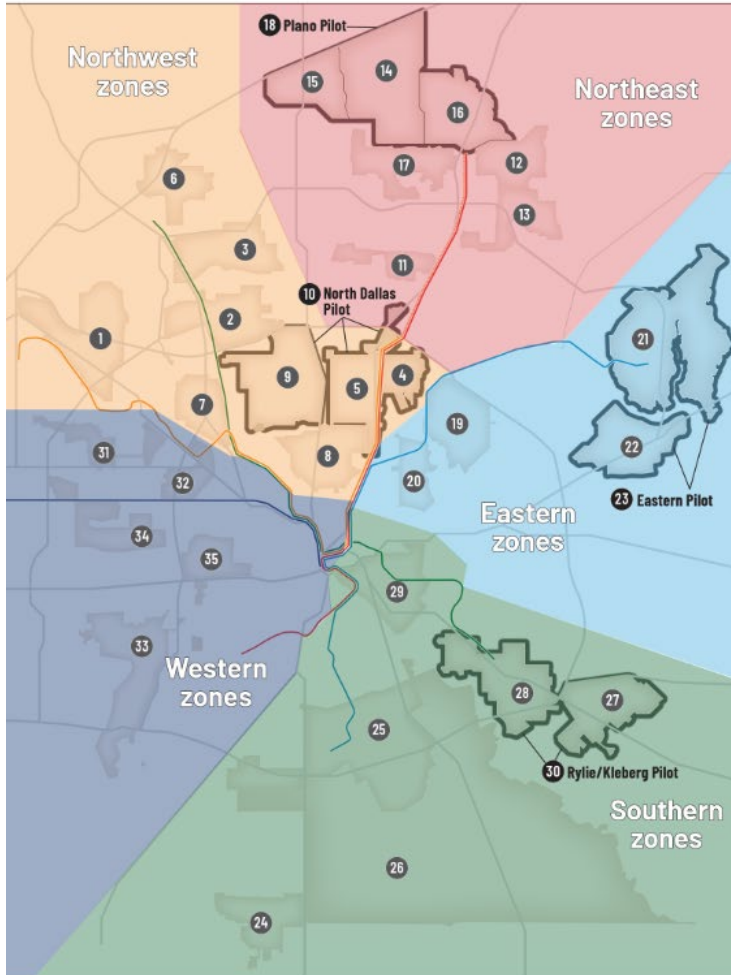 18 Plano Pilot
Northwest
zones
15
14
16
Northeast
zones
17
12
6
13
3
11
10 North Dallas
Pilot
2
1
9
5
4
21
7
19
22
8
31
32
20
23 Eastern Pilot
Eastern
zones
34
35
29
33
Western
zones
28
27
25
30 Rylie/Kleberg Pilot
Southern
zones
26
24